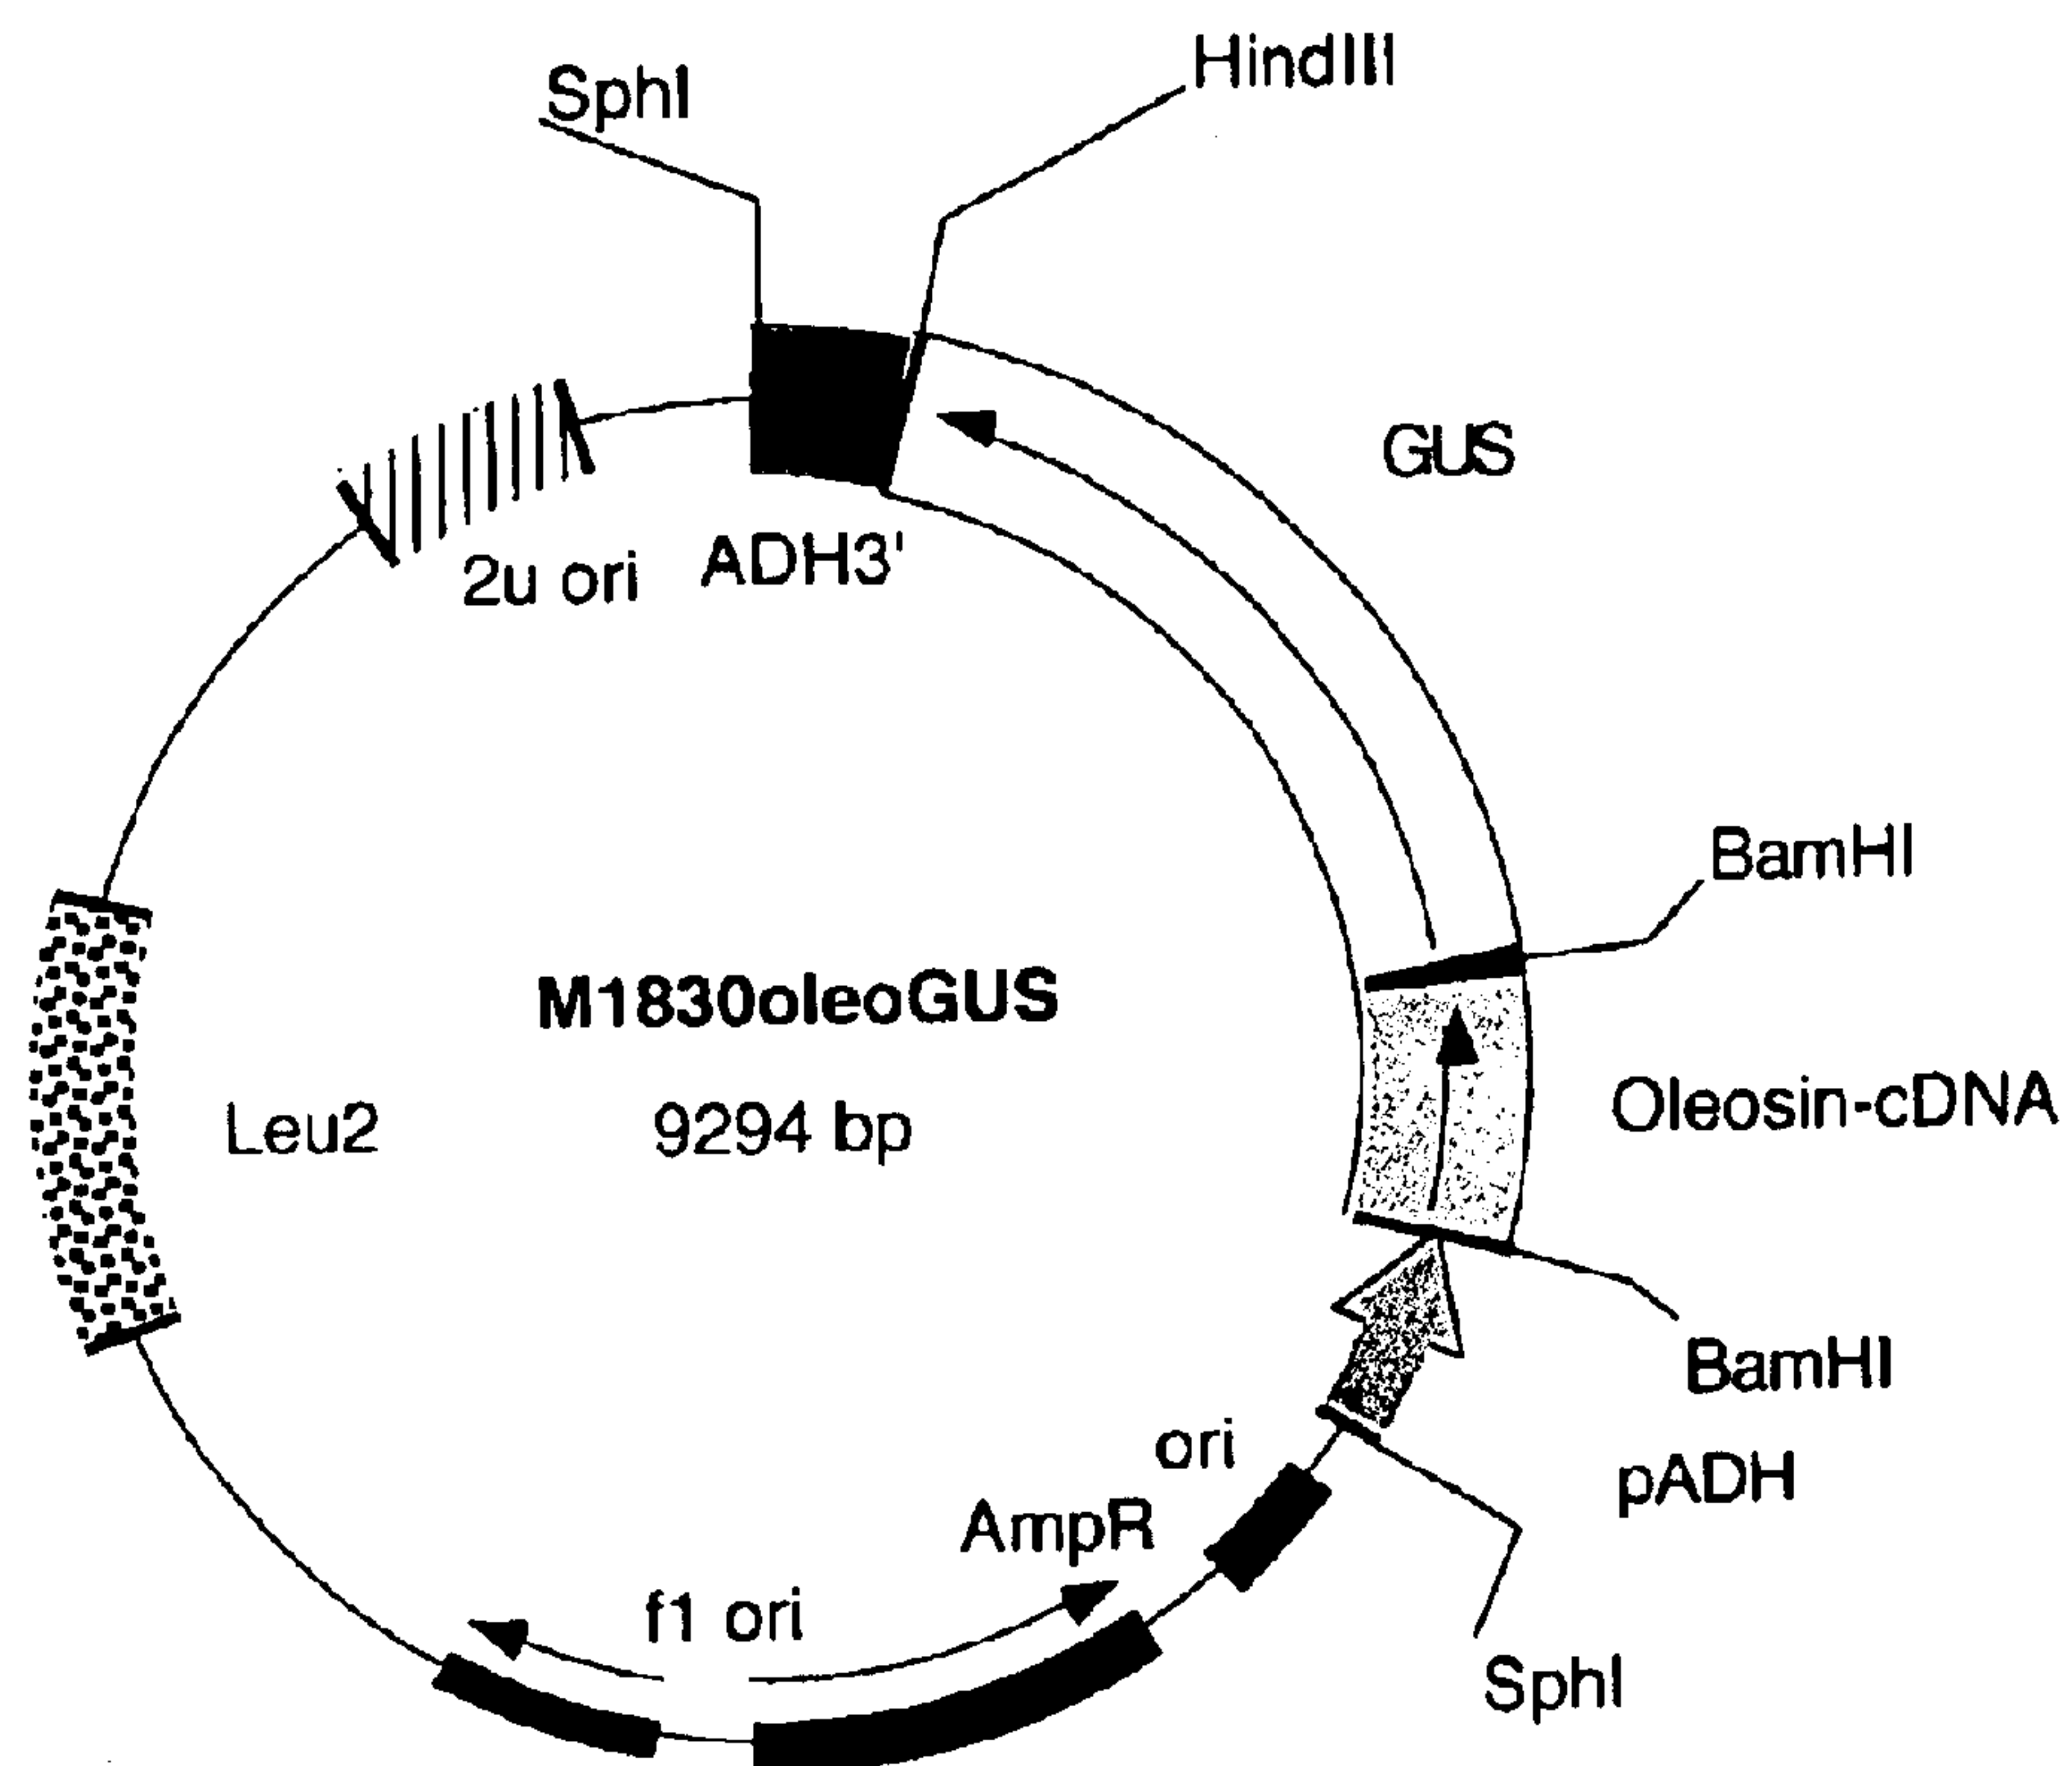 SphI
HindIII
GUS
2u ori
ADH3'
BamHI
M1830oleoGUS
9294 bp
Leu2
Oleosin-cDNA
BamHI
pADH
ori
AmpR
f1 ori
SphI